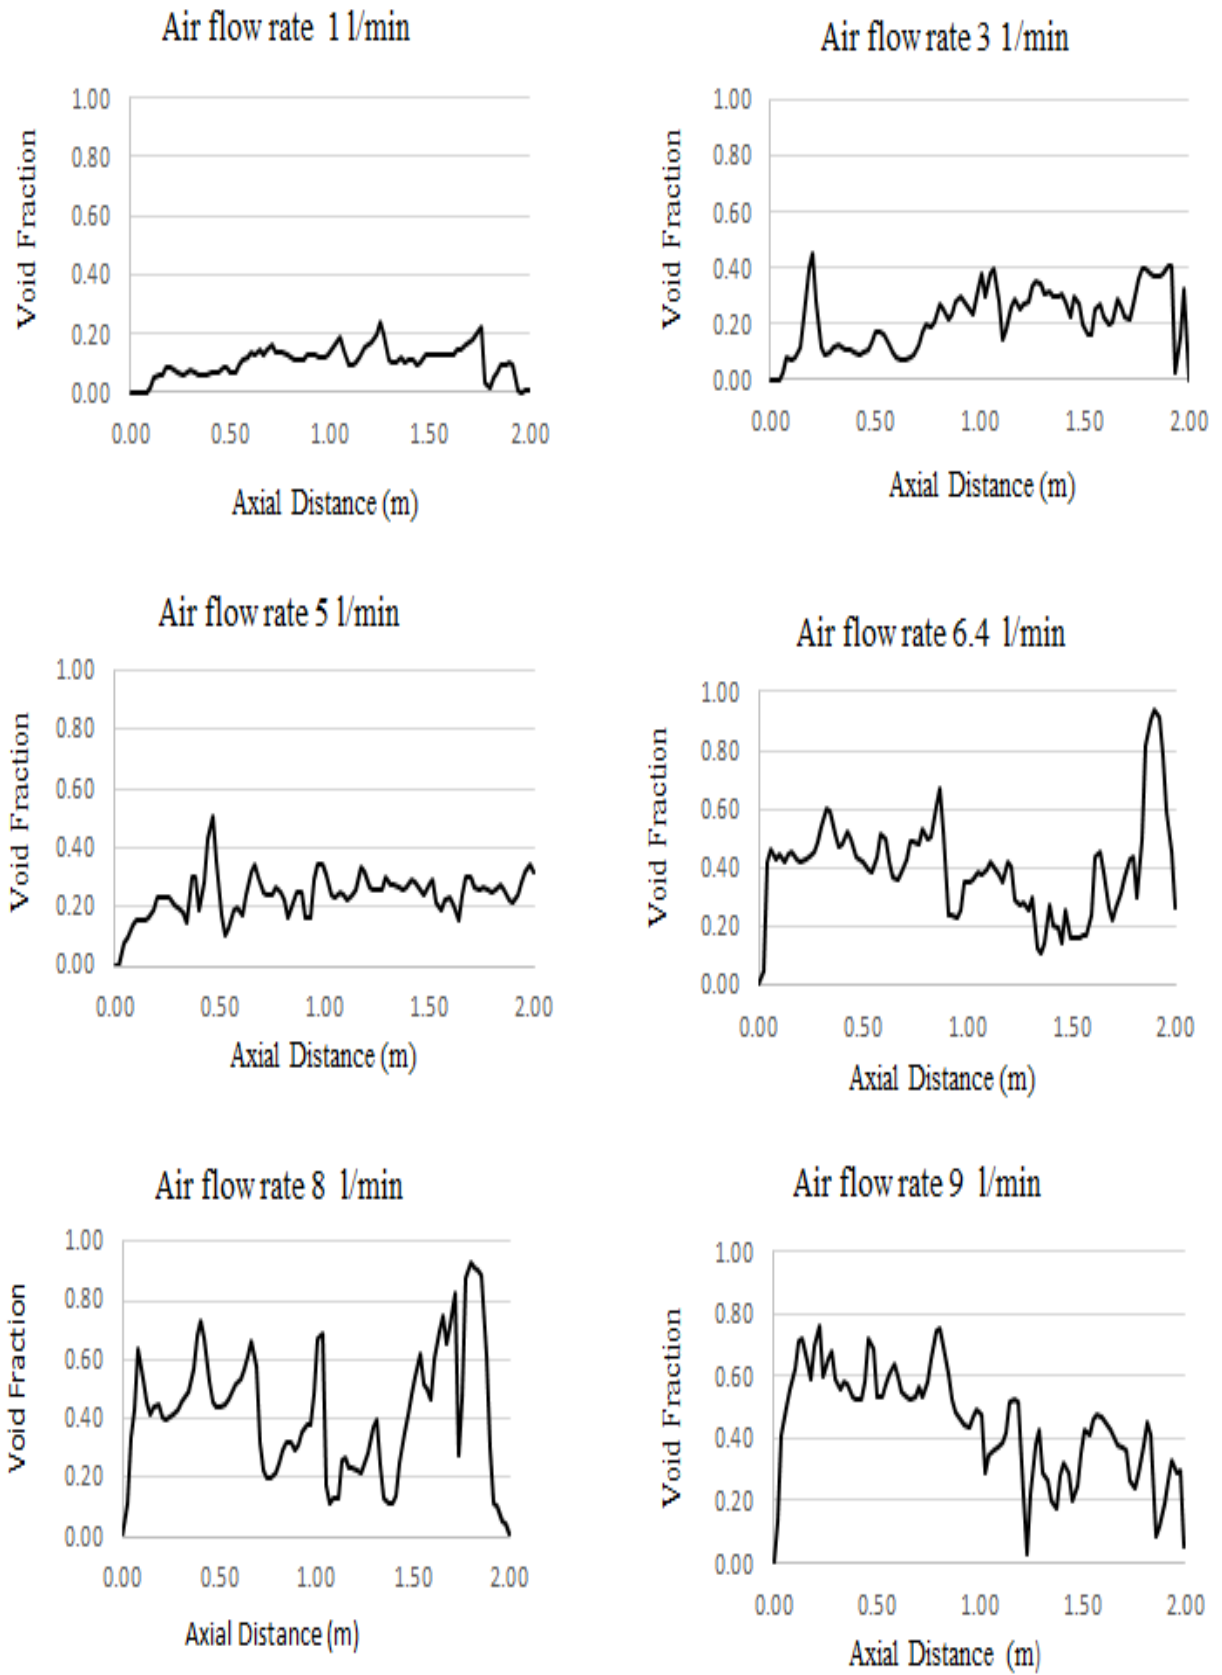 Air flow rate 1 l/min
1.00
0.80
0.60
0.40
0.20
0.00
Void Fraction
0.00 0.50 1.00 1.50 2.00
Axial Distance (m)
Air flow rate 3 1/min
1.00
0.80
0.60
0.40
0.20
0.00
Void Fraction
0.00 0.50 1.00 1.50 2.00
Axial Distance (m)
Air flow rate 5 l/min
1.00
0.80
0.60
0.40
0.20
0.00
Void Fraction
0.00 0.50 1.00 1.50 2.00
Axial Distance (m)
Air flow rate 6.4 l/min
1.00
0.80
0.60
0.40
0.20
0.00
Void Fraction
0.00 0.50 1.00 1.50 2.00
Axial Distance (m)
Air flow rate 8 l/min
1.00
0.80
0.60
0.40
0.20
0.00
Void Fraction
0.00 0.50 1.00 1.50 2.00
Axial Distance (m)
Air flow rate 9 l/min
1.00
0.80
0.60
0.40
0.20
0.00
Void Fraction
0.00 0.50 1.00 1.50 2.00
Axial Distance (m)